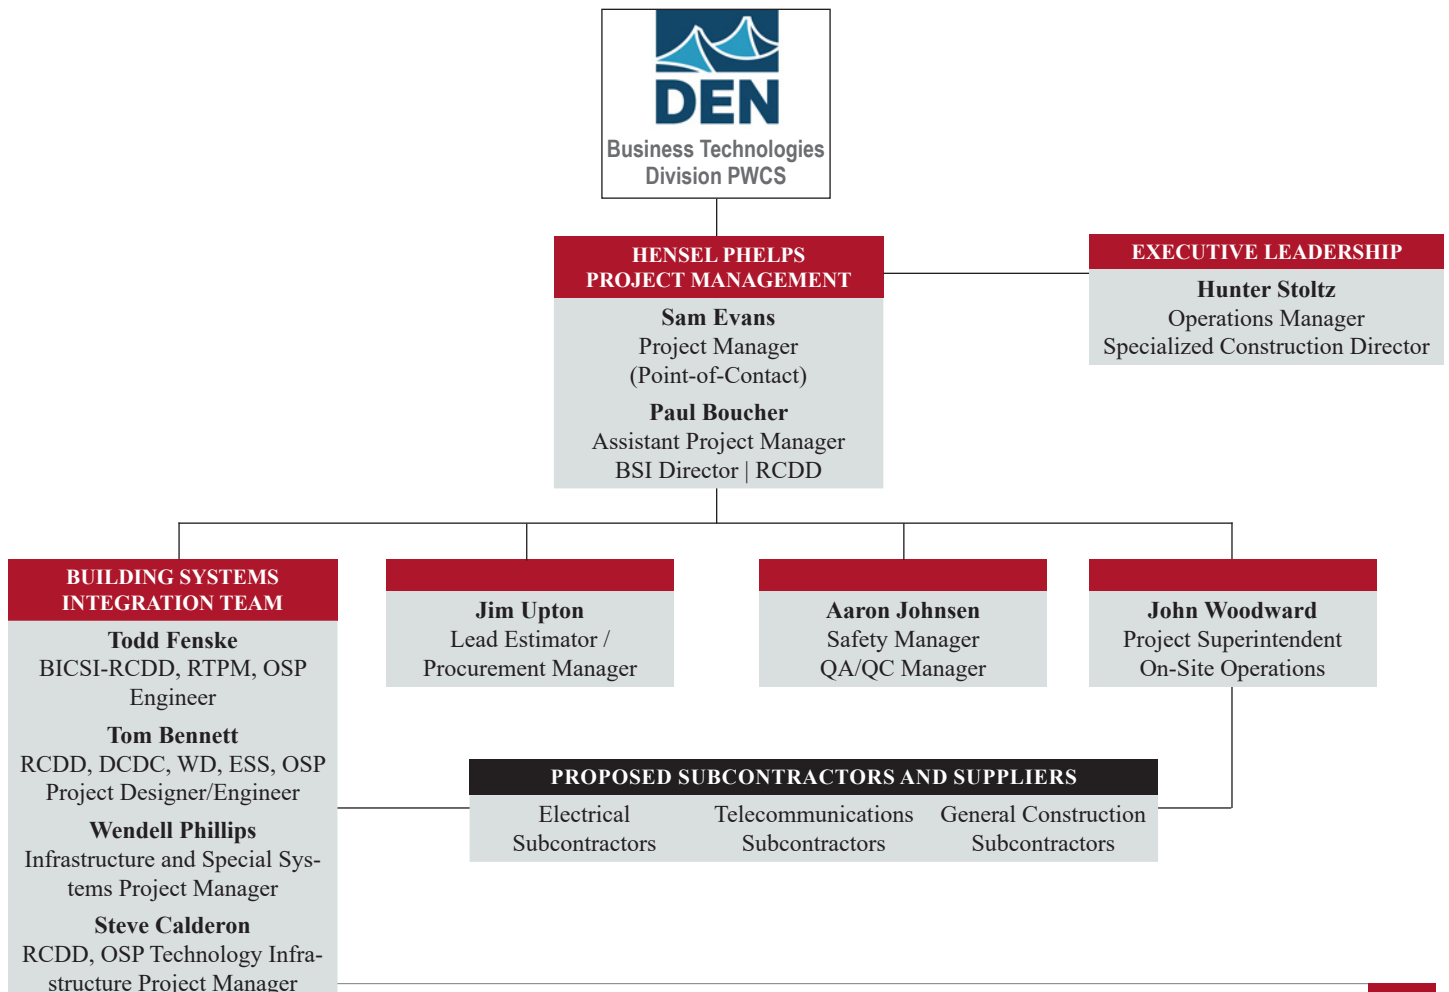 DEN
Business Technologies
Division PWCS
HENSEL PHELPS
PROJECT MANAGEMENT
Sam Evans
Project Manager
(Point-of-Contact)
Paul Boucher
Assistant Project Manager
BSI Director | RCDD
EXECUTIVE LEADERSHIP
Hunter Stoltz
Operations Manager
Specialized Construction Director
BUILDING SYSTEMS
INTEGRATION TEAM
Todd Fenske
BICSI-RCDD, RTPM, OSP
Engineer
Tom Bennett
RCDD, DCDC, WD, ESS, OSP
Project Designer/Engineer
Wendell Phillips
Infrastructure and Special Sys-
tems Project Manager
Steve Calderon
RCDD, OSP Technology Infra-
structure Project Manager
Jim Upton
Lead Estimator /
Procurement Manager
Aaron Johnsen
Safety Manager
QA/QC Manager
John Woodward
Project Superintendent
On-Site Operations
PROPOSED SUBCONTRACTORS AND SUPPLIERS
Electrical
Subcontractors
Telecommunications
Subcontractors
General Construction
Subcontractors